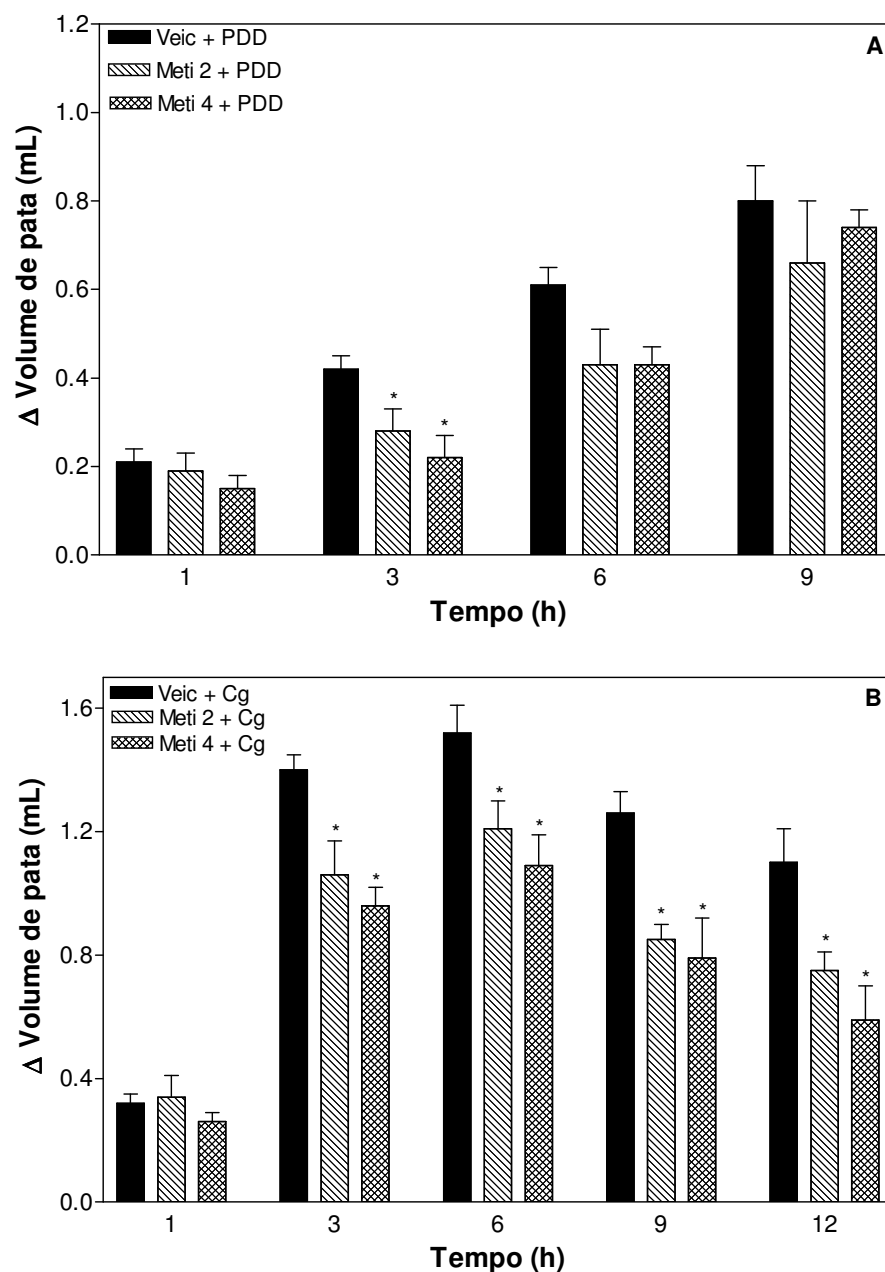 A
Veic + PDD
Meti 2 + PDD
Meti 4 + PDD
Δ Volume de pata (mL)
1.2
1.0
0.8
0.6
0.4
0.2
0.0
* *
1 3 6 9
Tempo (h)
B
Veic + Cg
Meti 2 + Cg
Meti 4 + Cg
Δ Volume de pata (mL)
1.6
1.2
0.8
0.4
0.0
* * * * * * * *
1 3 6 9 12
Tempo (h)